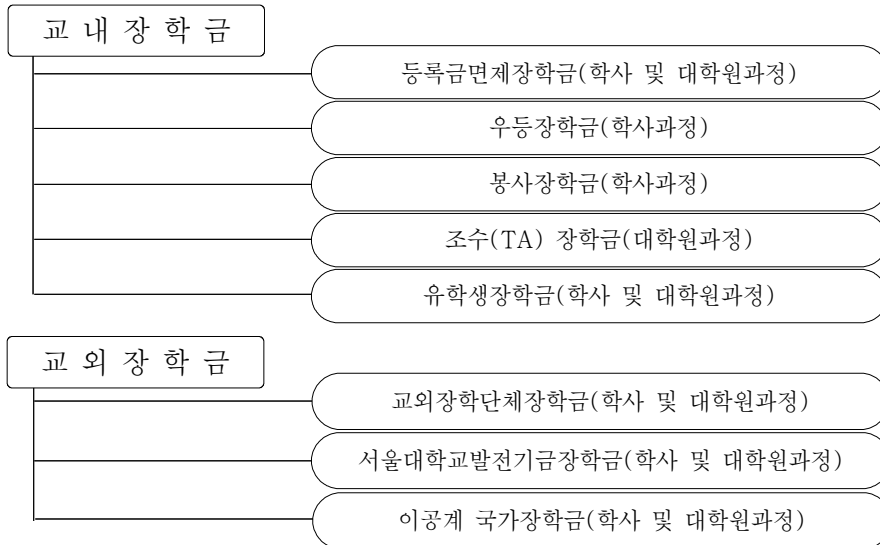 교 내 장 학 금
등록금면제장학금(학사 및 대학원과정)
우등장학금(학사과정)
봉사장학금(학사과정)
조수(TA) 장학금(대학원과정)
유학생장학금(학사 및 대학원과정)
교 외 장 학 금
교외장학단체장학금(학사 및 대학원과정)
서울대학교발전기금장학금(학사 및 대학원과정)
이공계 국가장학금(학사 및 대학원과정)